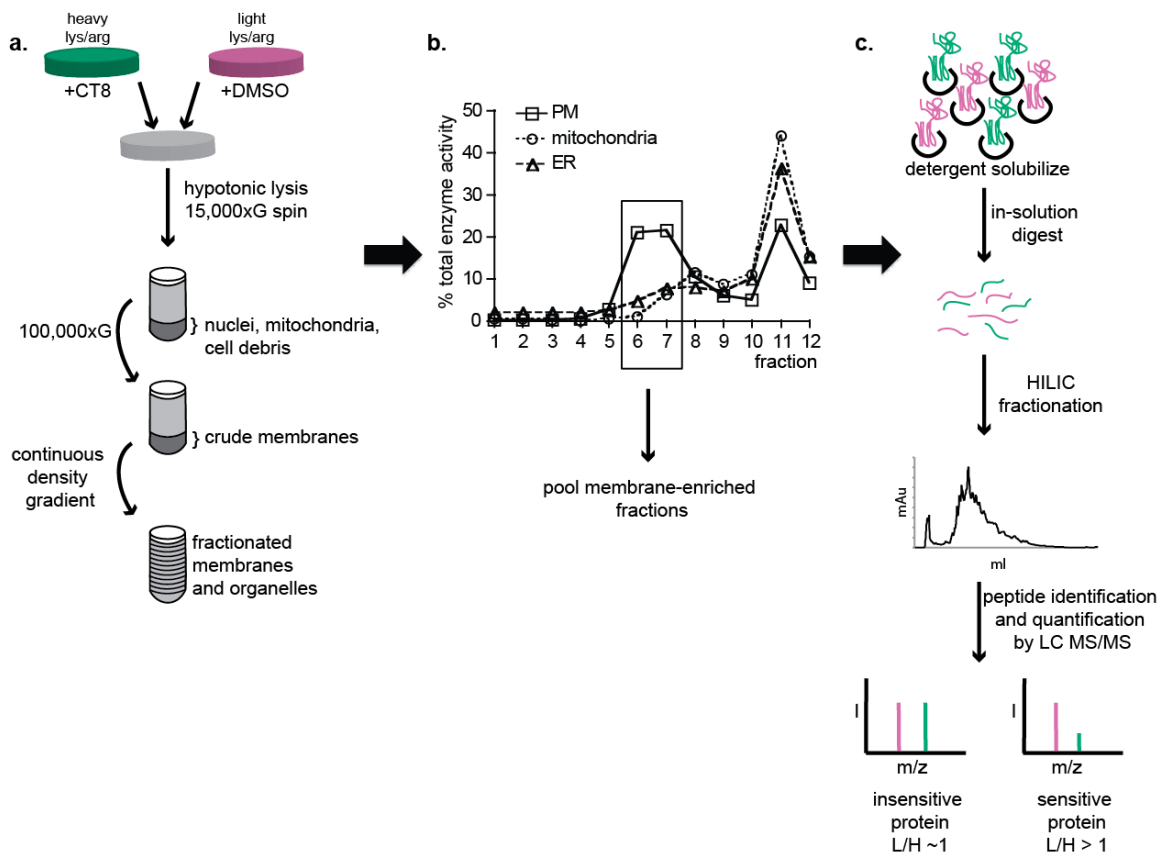 a.
heavy
lys/arg
light
lys/arg
+CT8
+DMSO
hypotonic lysis
15,000xG spin
100,000xG
} nuclei, mitochondria,
cell debris
} crude membranes
continuous
density
gradient
fractionated
membranes
and organelles
b.
PM
mitochondria
ER
% total enzyme activity
50
40
30
20
10
0
1 2 3 4 5 6 7 8 9 10 11 12
fraction
pool membrane-enriched
fractions
c.
detergent solubilize
in-solution
digest
HILIC
fractionation
mAu
ml
peptide identification
and quantification
by LC MS/MS
I
m/z
insensitive
protein
L/H ~1
I
m/z
sensitive
protein
L/H > 1